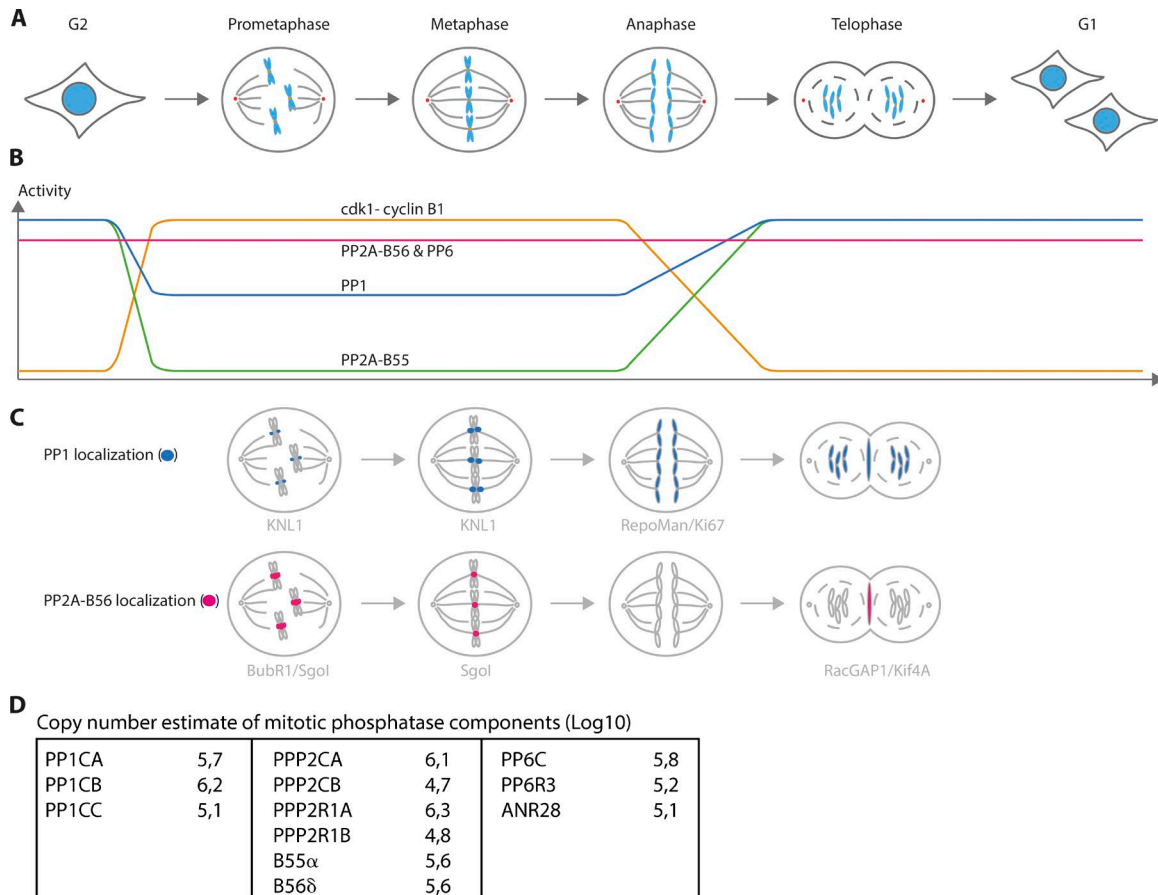 A
G2 Prometaphase Metaphase Anaphase Telophase G1
B
Activity
cdk1- cyclin B1
PP2A-B56 & PP6
PP1
PP2A-B55
C
PP1 localization ( )
KNL1 KNL1 RepoMan/Ki67
PP2A-B56 localization ( )
BubR1/SgoI SgoI RacGAP1/Kif4A
D
Copy number estimate of mitotic phosphatase components (Log10)
PP1CA 5,7 PPP2CA 6,1 PP6C 5,8
PP1CB 6,2 PPP2CB 4,7 PP6R3 5,2
PP1CC 5,1 PPP2R1A 6,3 ANR28 5,1
PPP2R1B 4,8
B55α 5,6
B56δ 5,6